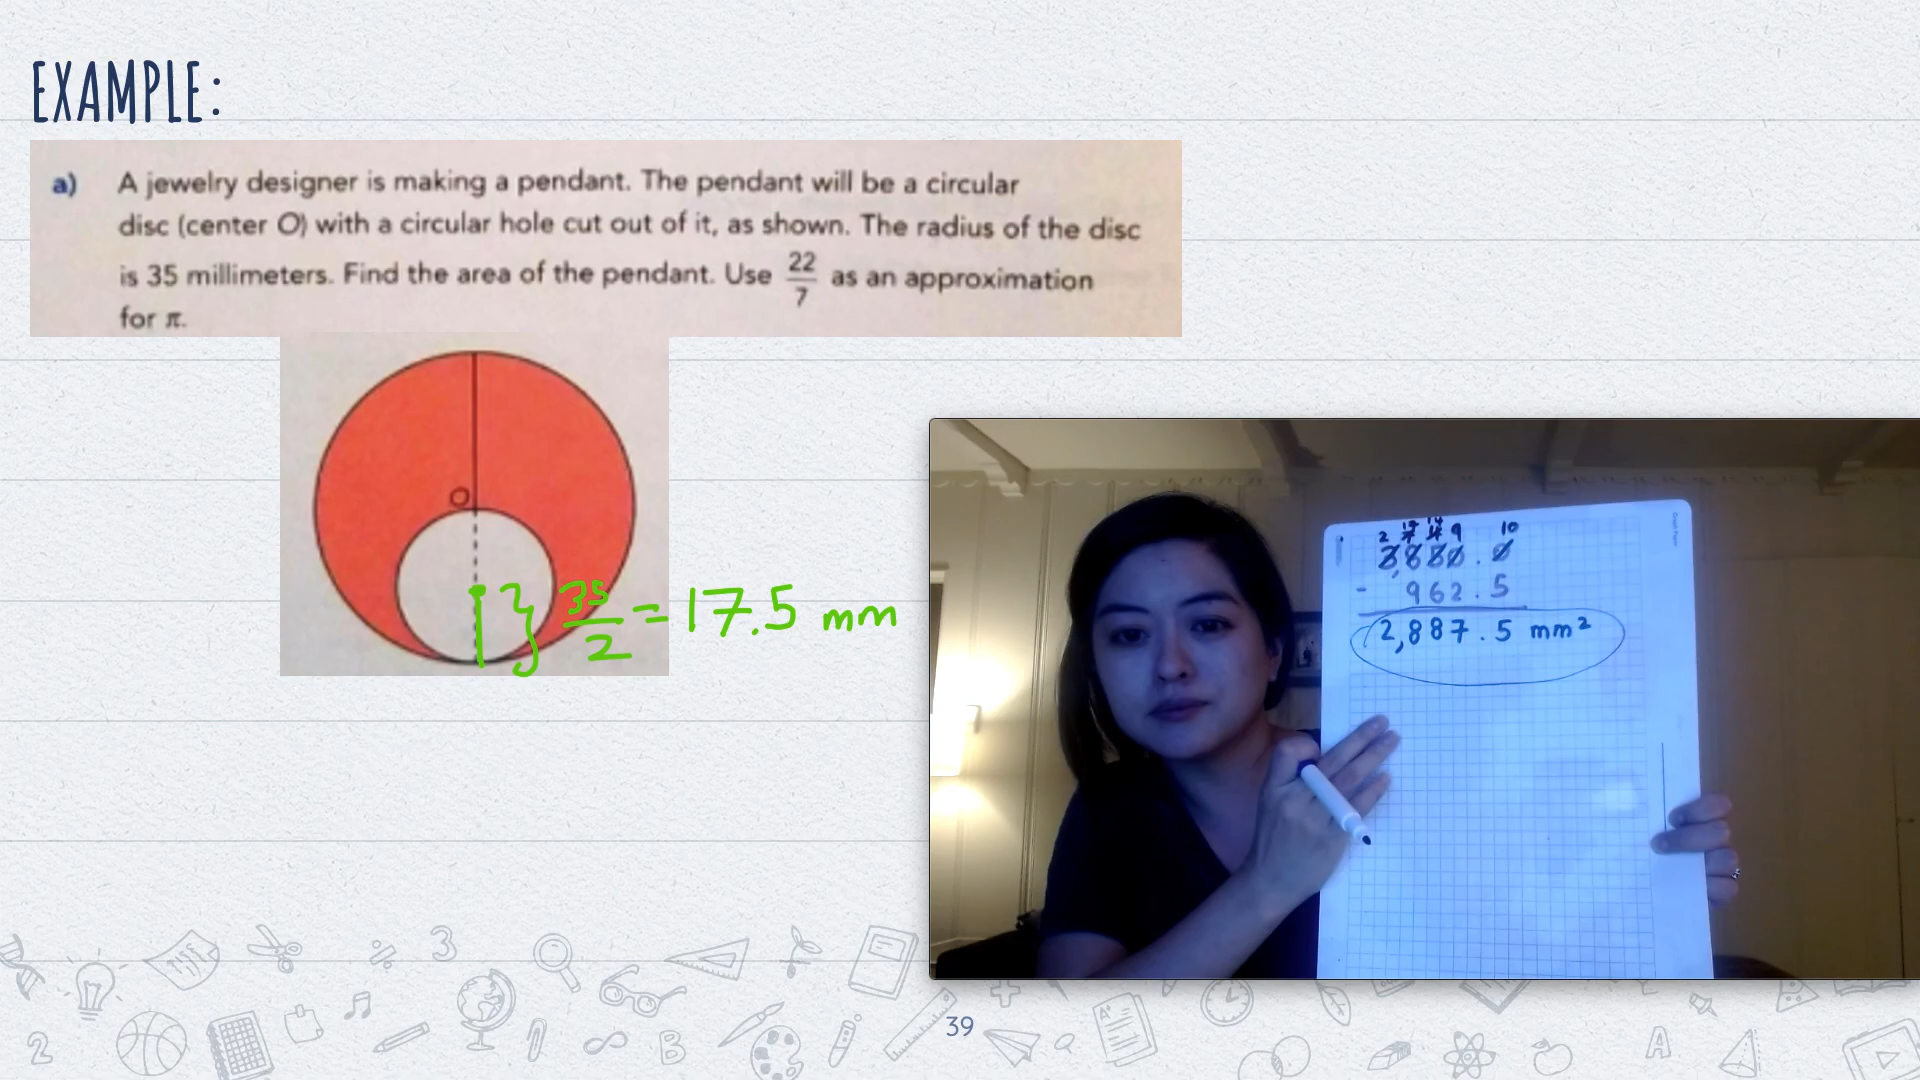 EXAMPLE:
a) A jewelry designer is making a pendant. The pendant will be a circular
disc (center O) with a circular hole cut out of it, as shown. The radius of the disc
is 35 millimeters. Find the area of the pendant. Use 22/7 as an approximation
for π.
O
35/2 = 17.5 mm
3,850.0
- 962.5
2,887.5 mm²
39